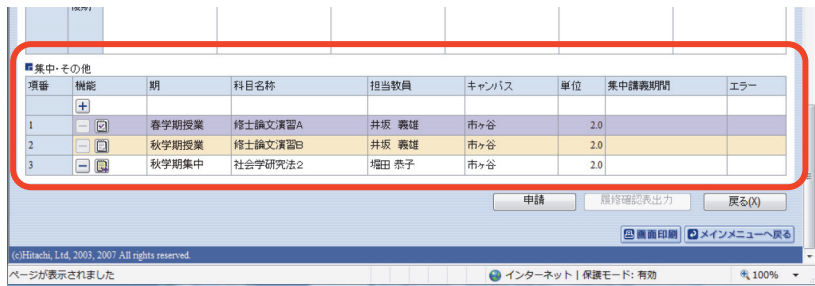 後期
集中・その他
項番 機能 期 科目名称 担当教員 キャンパス 単位 集中講義期間 エラー
1 春学期授業 修士論文演習A 井坂 義雄 市ヶ谷 2.0
2 秋学期授業 修士論文演習B 井坂 義雄 市ヶ谷 2.0
3 秋学期集中 社会学研究法2 堀田 恭子 市ヶ谷 2.0
申請 履修確認表出力 戻る(X)
画面印刷 メインメニューへ戻る
(c)Hitachi, Ltd, 2003, 2007 All rights reserved.
ページが表示されました インターネット | 保護モード: 有効 100%